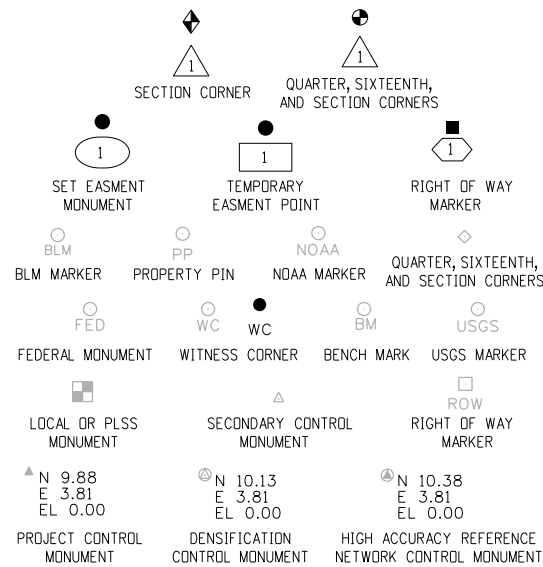 1
SECTION CORNER
1
QUARTER, SIXTEENTH,
AND SECTION CORNERS
1
SET EASMENT
MONUMENT
1
TEMPORARY
EASMENT POINT
1
RIGHT OF WAY
MARKER
BLM
BLM MARKER
PP
PROPERTY PIN
NOAA
NOAA MARKER
QUARTER, SIXTEENTH,
AND SECTION CORNERS
FED
FEDERAL MONUMENT
WC
WC
WITNESS CORNER
BM
BENCH MARK
USGS
USGS MARKER
LOCAL OR PLSS
MONUMENT
SECONDARY CONTROL
MONUMENT
ROW
RIGHT OF WAY
MARKER
N 9.88
E 3.81
EL 0.00
PROJECT CONTROL
MONUMENT
N 10.13
E 3.81
EL 0.00
DENSIFICATION
CONTROL MONUMENT
N 10.38
E 3.81
EL 0.00
HIGH ACCURACY REFERENCE
NETWORK CONTROL MONUMENT